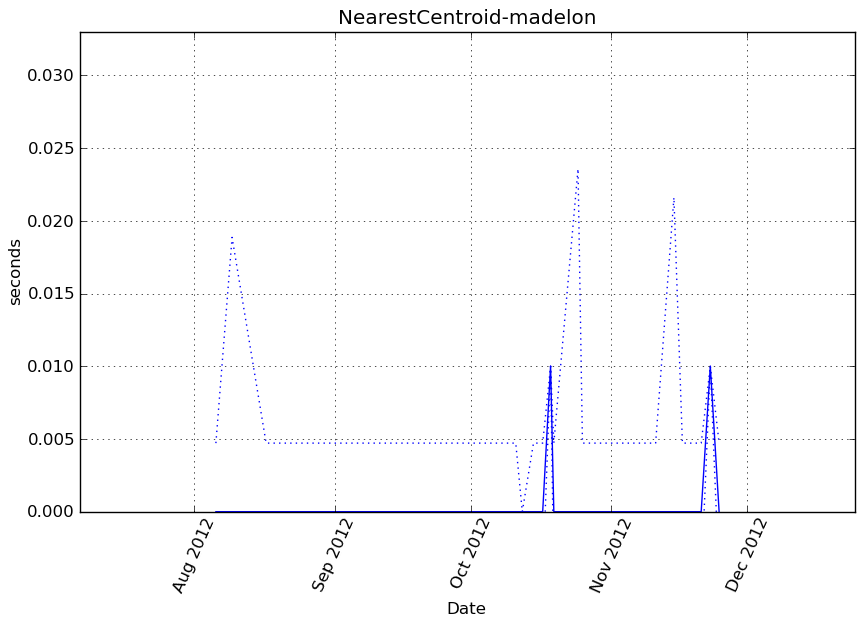 NearestCentroid-madelon
0.030
0.025
0.020
0.015
0.010
0.005
0.000
seconds
Aug 2012
Sep 2012
Oct 2012
Nov 2012
Dec 2012
Date